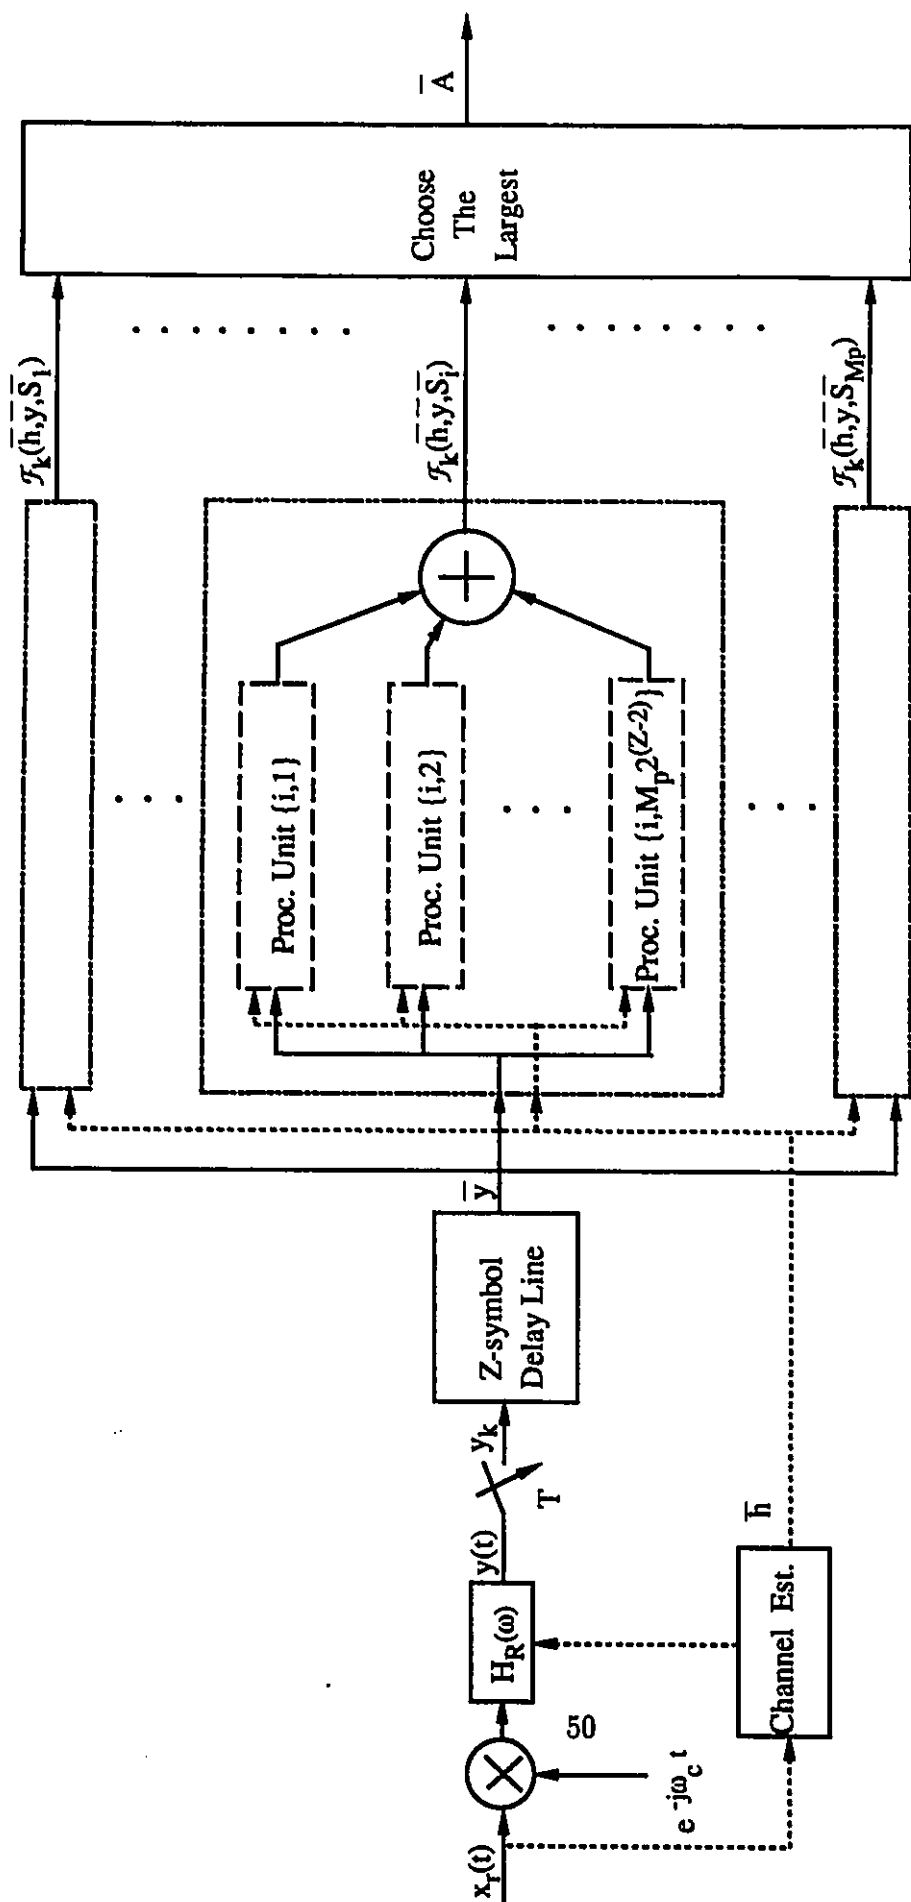 x_r(t)
e^{-jω_c t}
50
H_R(ω)
y(t)
T
y_k
Z-symbol
Delay Line
y̅
Channel Est.
h̅
Proc. Unit {i,1}
Proc. Unit {i,2}
Proc. Unit {i,M_p2^{(Z-2)}}
ℱ_k(h̅,y̅,S̅_1)
ℱ_k(h̅,y̅,S̅_i)
ℱ_k(h̅,y̅,S̅_{Mp})
Choose
The
Largest
A̅